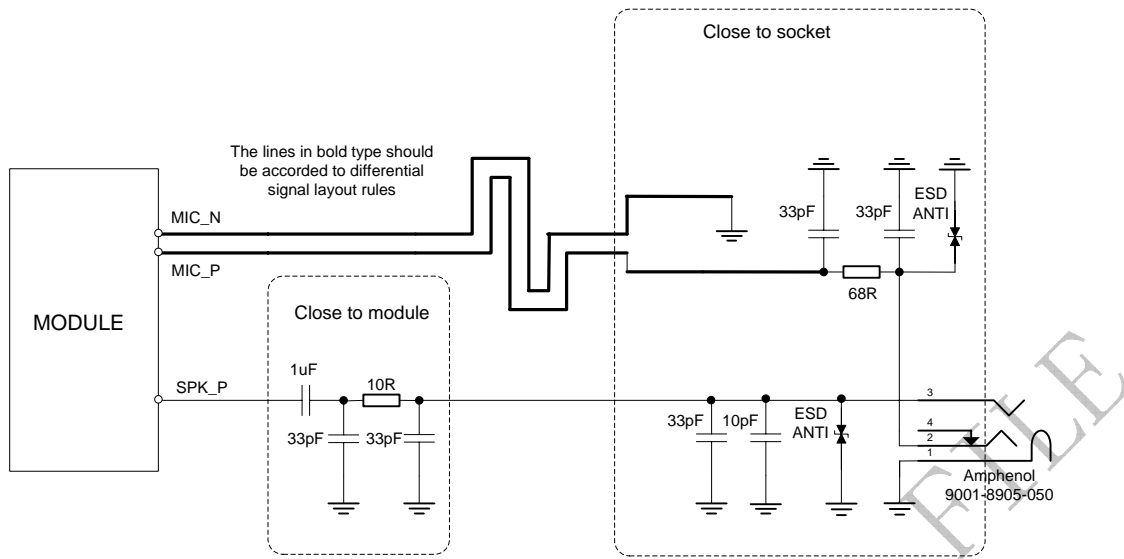 Close to socket
The lines in bold type should
be accorded to differential
signal layout rules
MIC_N
MIC_P
MODULE
33pF
33pF
ESD
ANTI
68R
Close to module
SPK_P
1uF
10R
33pF
33pF
33pF
10pF
ESD
ANTI
3
4
2
1
Amphenol
9001-8905-050
FILE